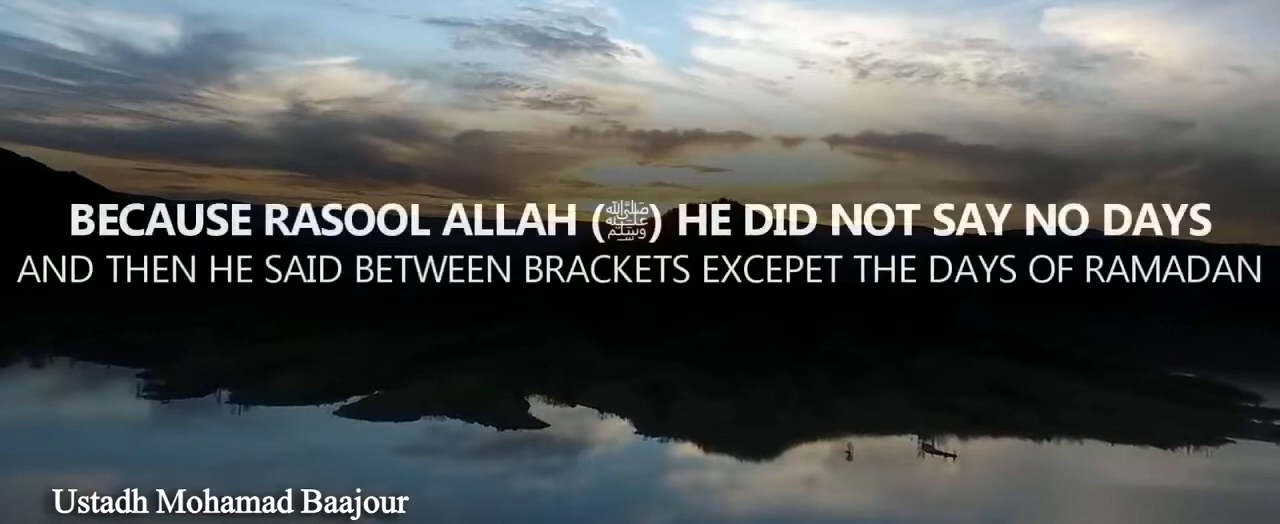 BECAUSE RASOOL ALLAH (ﷺ) HE DID NOT SAY NO DAYS
AND THEN HE SAID BETWEEN BRACKETS EXCEPET THE DAYS OF RAMADAN
Ustadh Mohamad Baajour